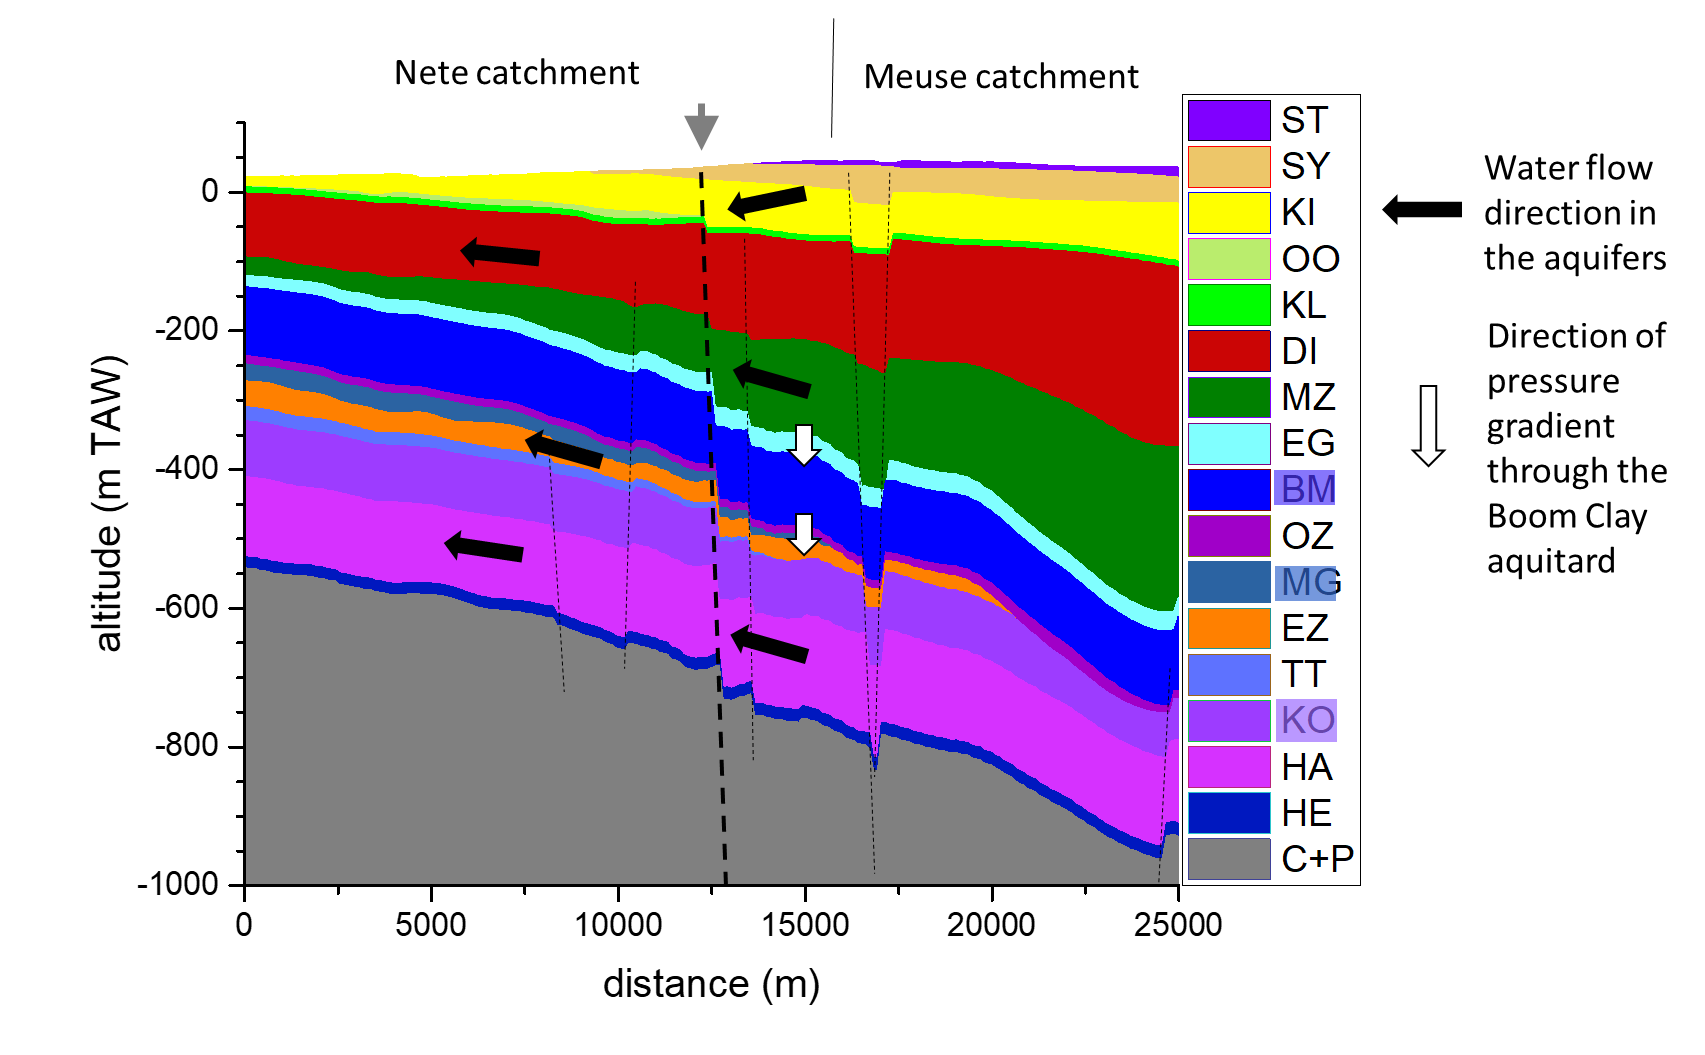 Nete catchment
Meuse catchment
ST
SY
KI
OO
KL
DI
MZ
EG
BM
OZ
MG
EZ
TT
KO
HA
HE
C+P
Water flow
direction in
the aquifers
Direction of
pressure
gradient
through the
Boom Clay
aquitard
altitude (m TAW)
0
-200
-400
-600
-800
-1000
0
5000
10000
15000
20000
25000
distance (m)